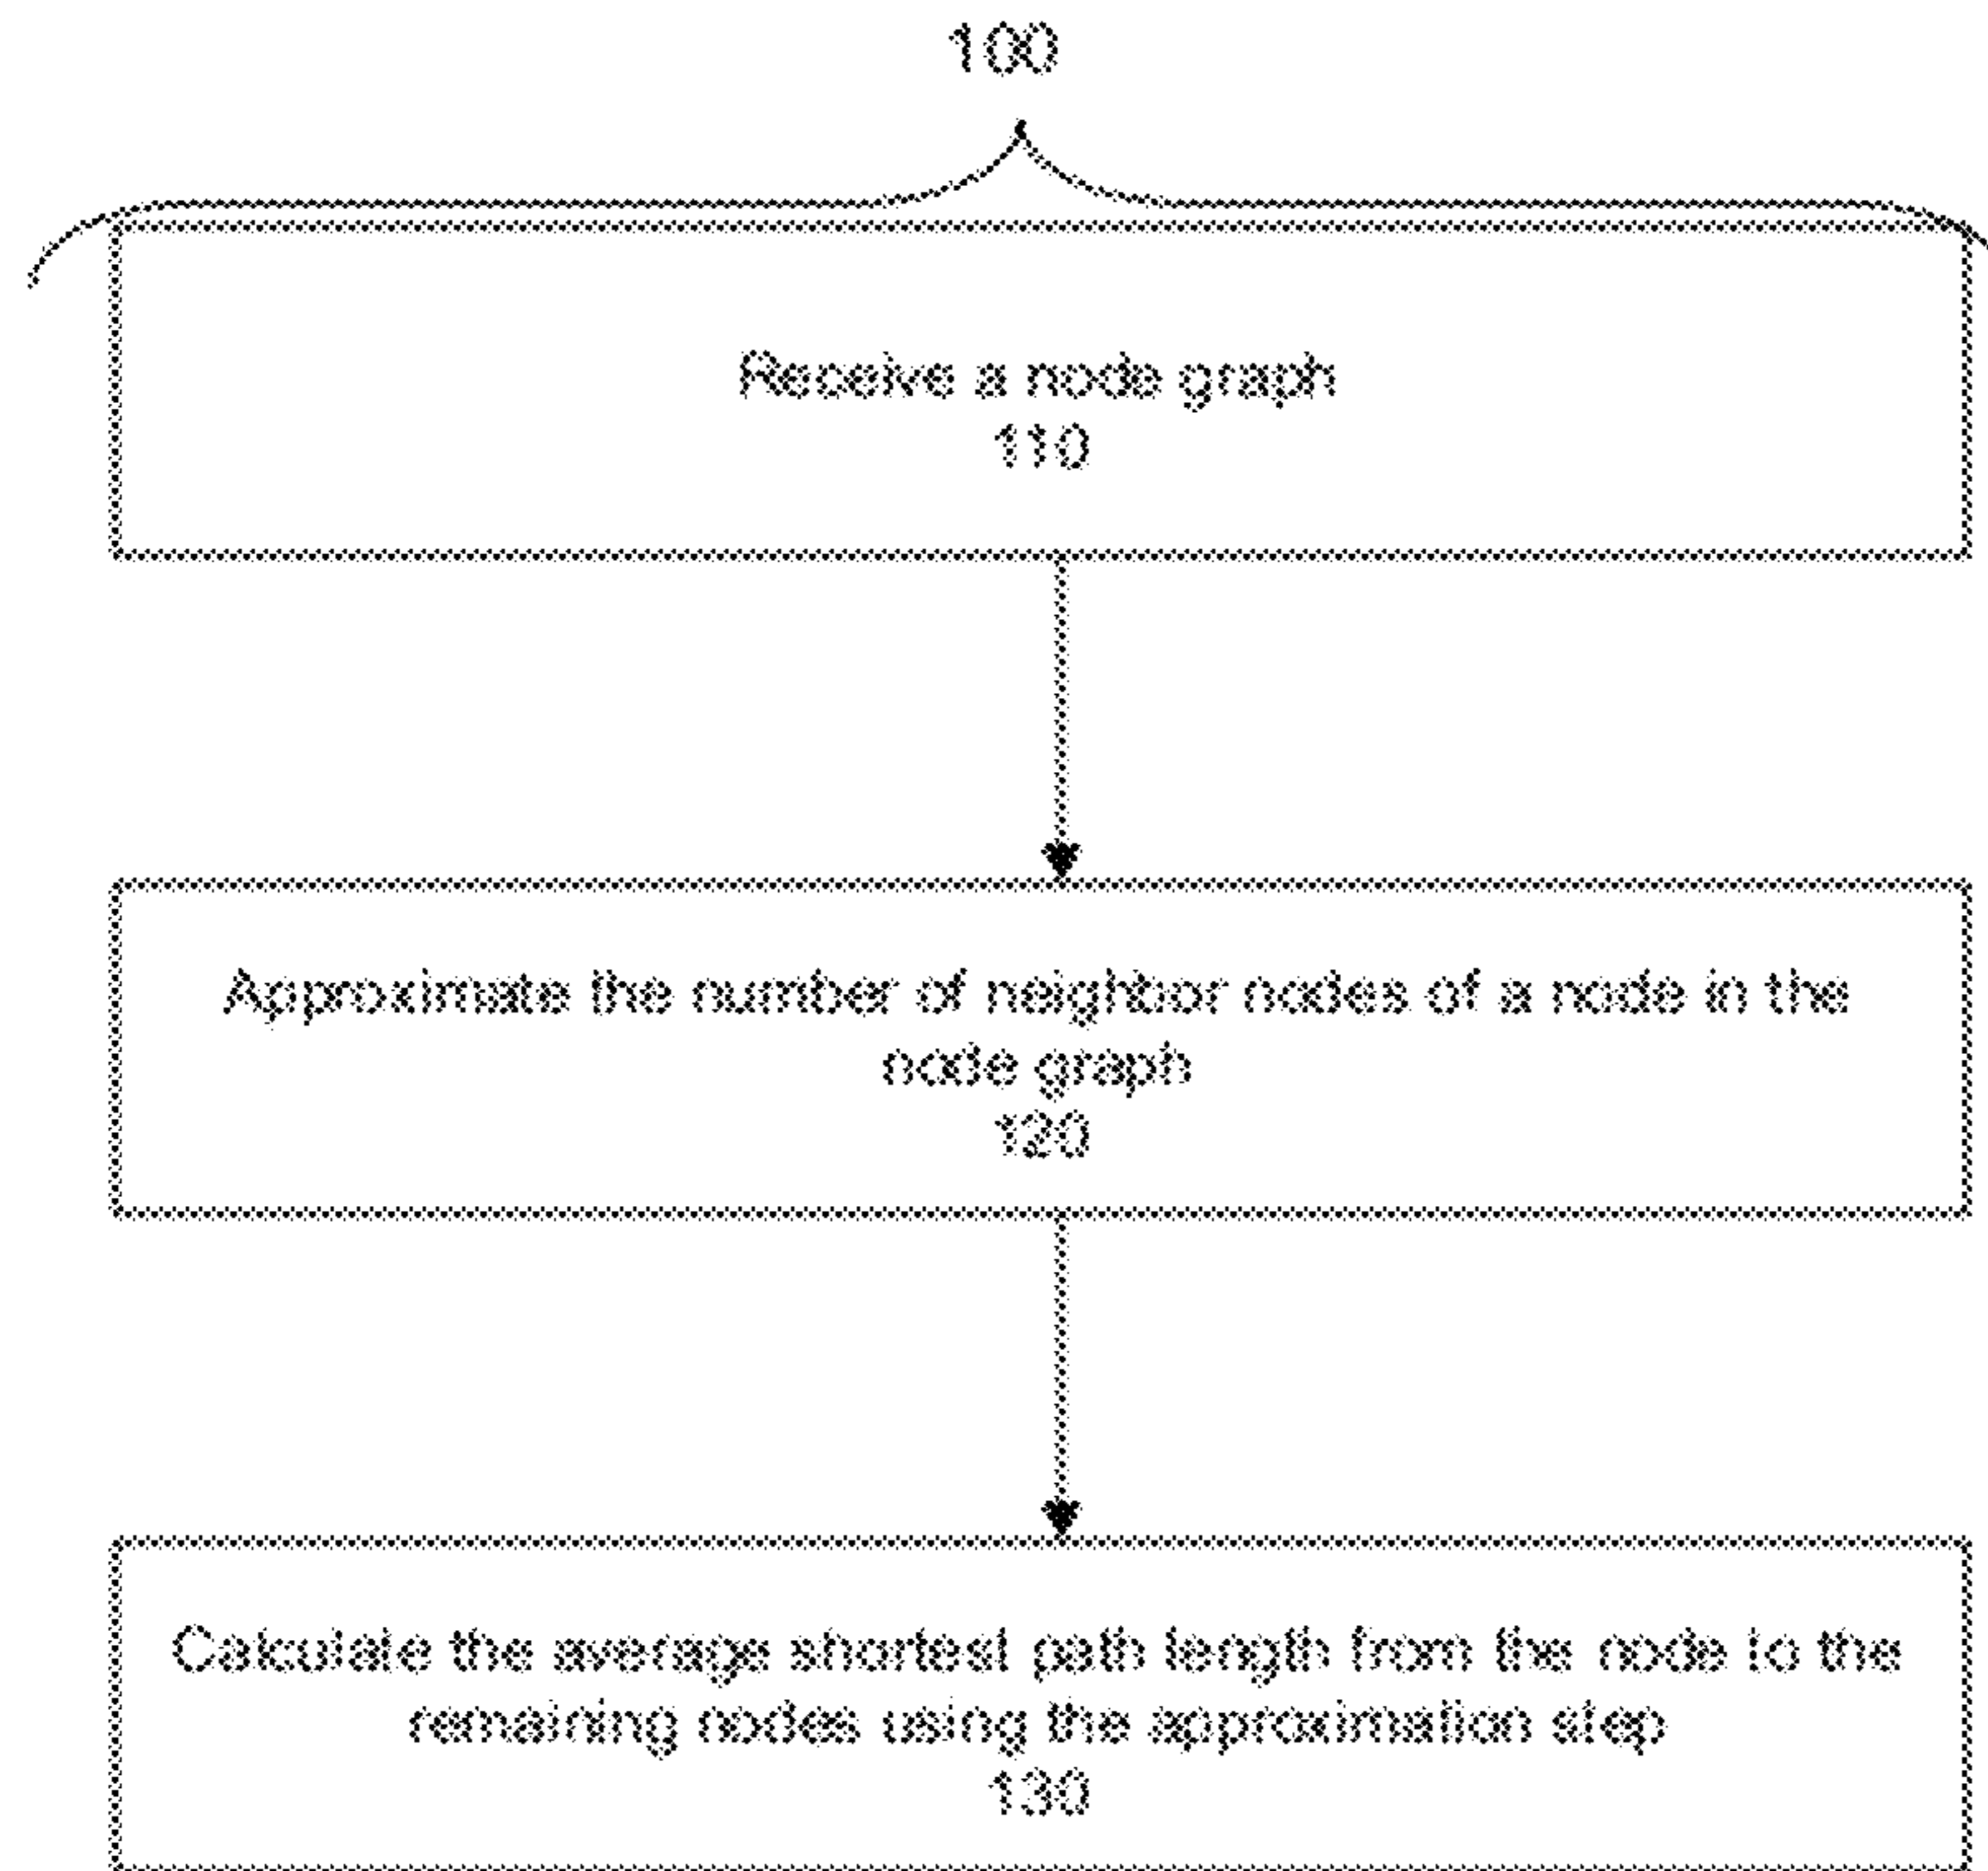 100
Receive a node graph
110
Approximate the number of neighbor nodes of a node in the
node graph
120
Calculate the average shortest path length from the node to the
remaining nodes using the approximation step
130